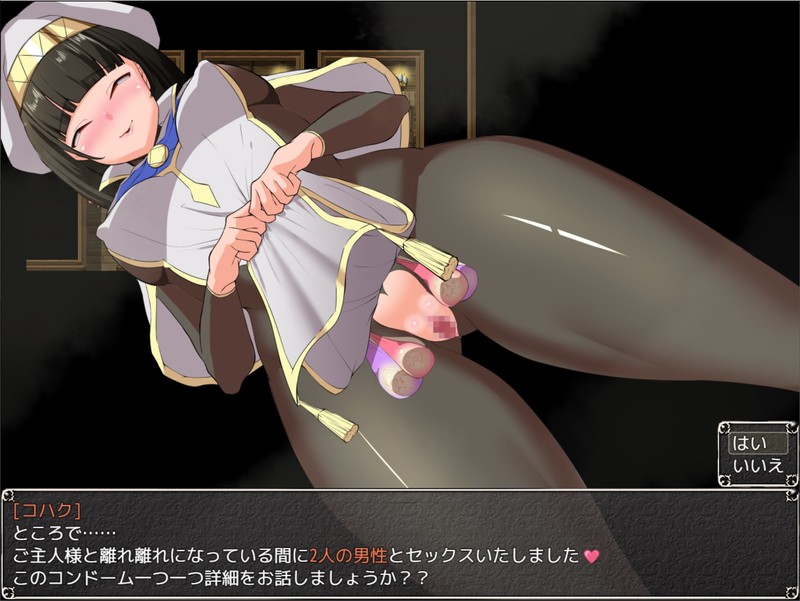 はい
いいえ
[コハク]
ところで……
ご主人様と離れ離れになっている間に2人の男性とセックスいたしました💗
このコンドーム一つ一つ詳細をお話しましょうか？？